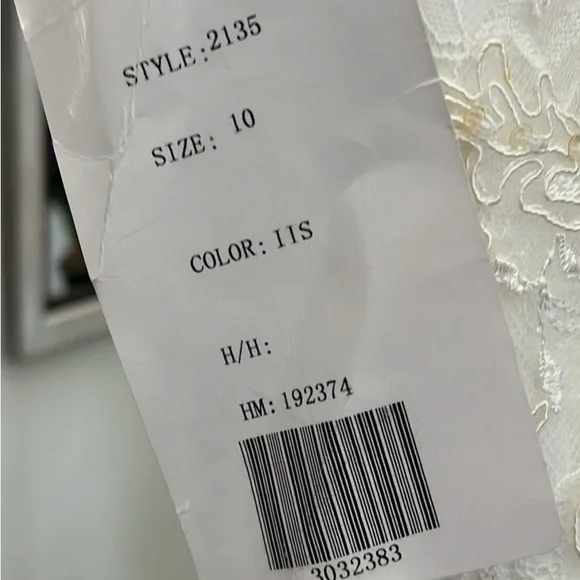 STYLE:2135
SIZE: 10
COLOR: IIS
H/H:
HM:192374
3032383